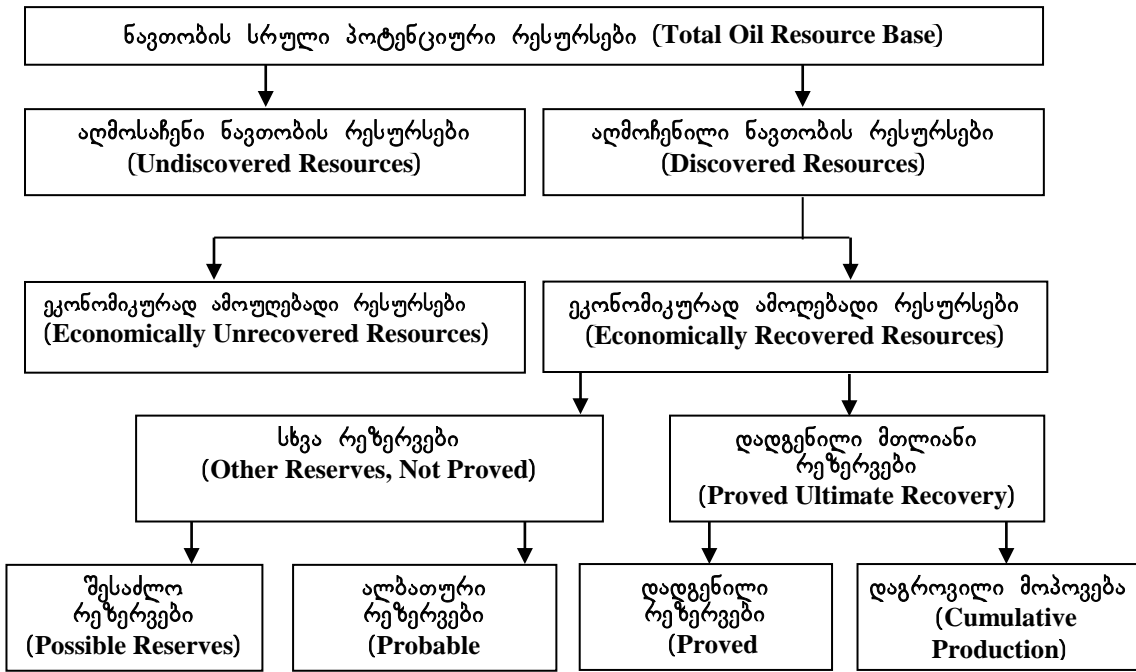 ნავთობის სრული პოტენციური რესურსები (Total Oil Resource Base)
აღმოსაჩენი ნავთობის რესურსები
(Undiscovered Resources)
აღმოჩენილი ნავთობის რესურსები
(Discovered Resources)
ეკონომიკურად ამოუღებადი რესურსები
(Economically Unrecovered Resources)
ეკონომიკურად ამოღებადი რესურსები
(Economically Recovered Resources)
სხვა რეზერვები
(Other Reserves, Not Proved)
დადგენილი მთლიანი
რეზერვები
(Proved Ultimate Recovery)
შესაძლო
რეზერვები
(Possible Reserves)
ალბათური
რეზერვები
(Probable
დადგენილი
რეზერვები
(Proved
დაგროვილი მოპოვება
(Cumulative
Production)